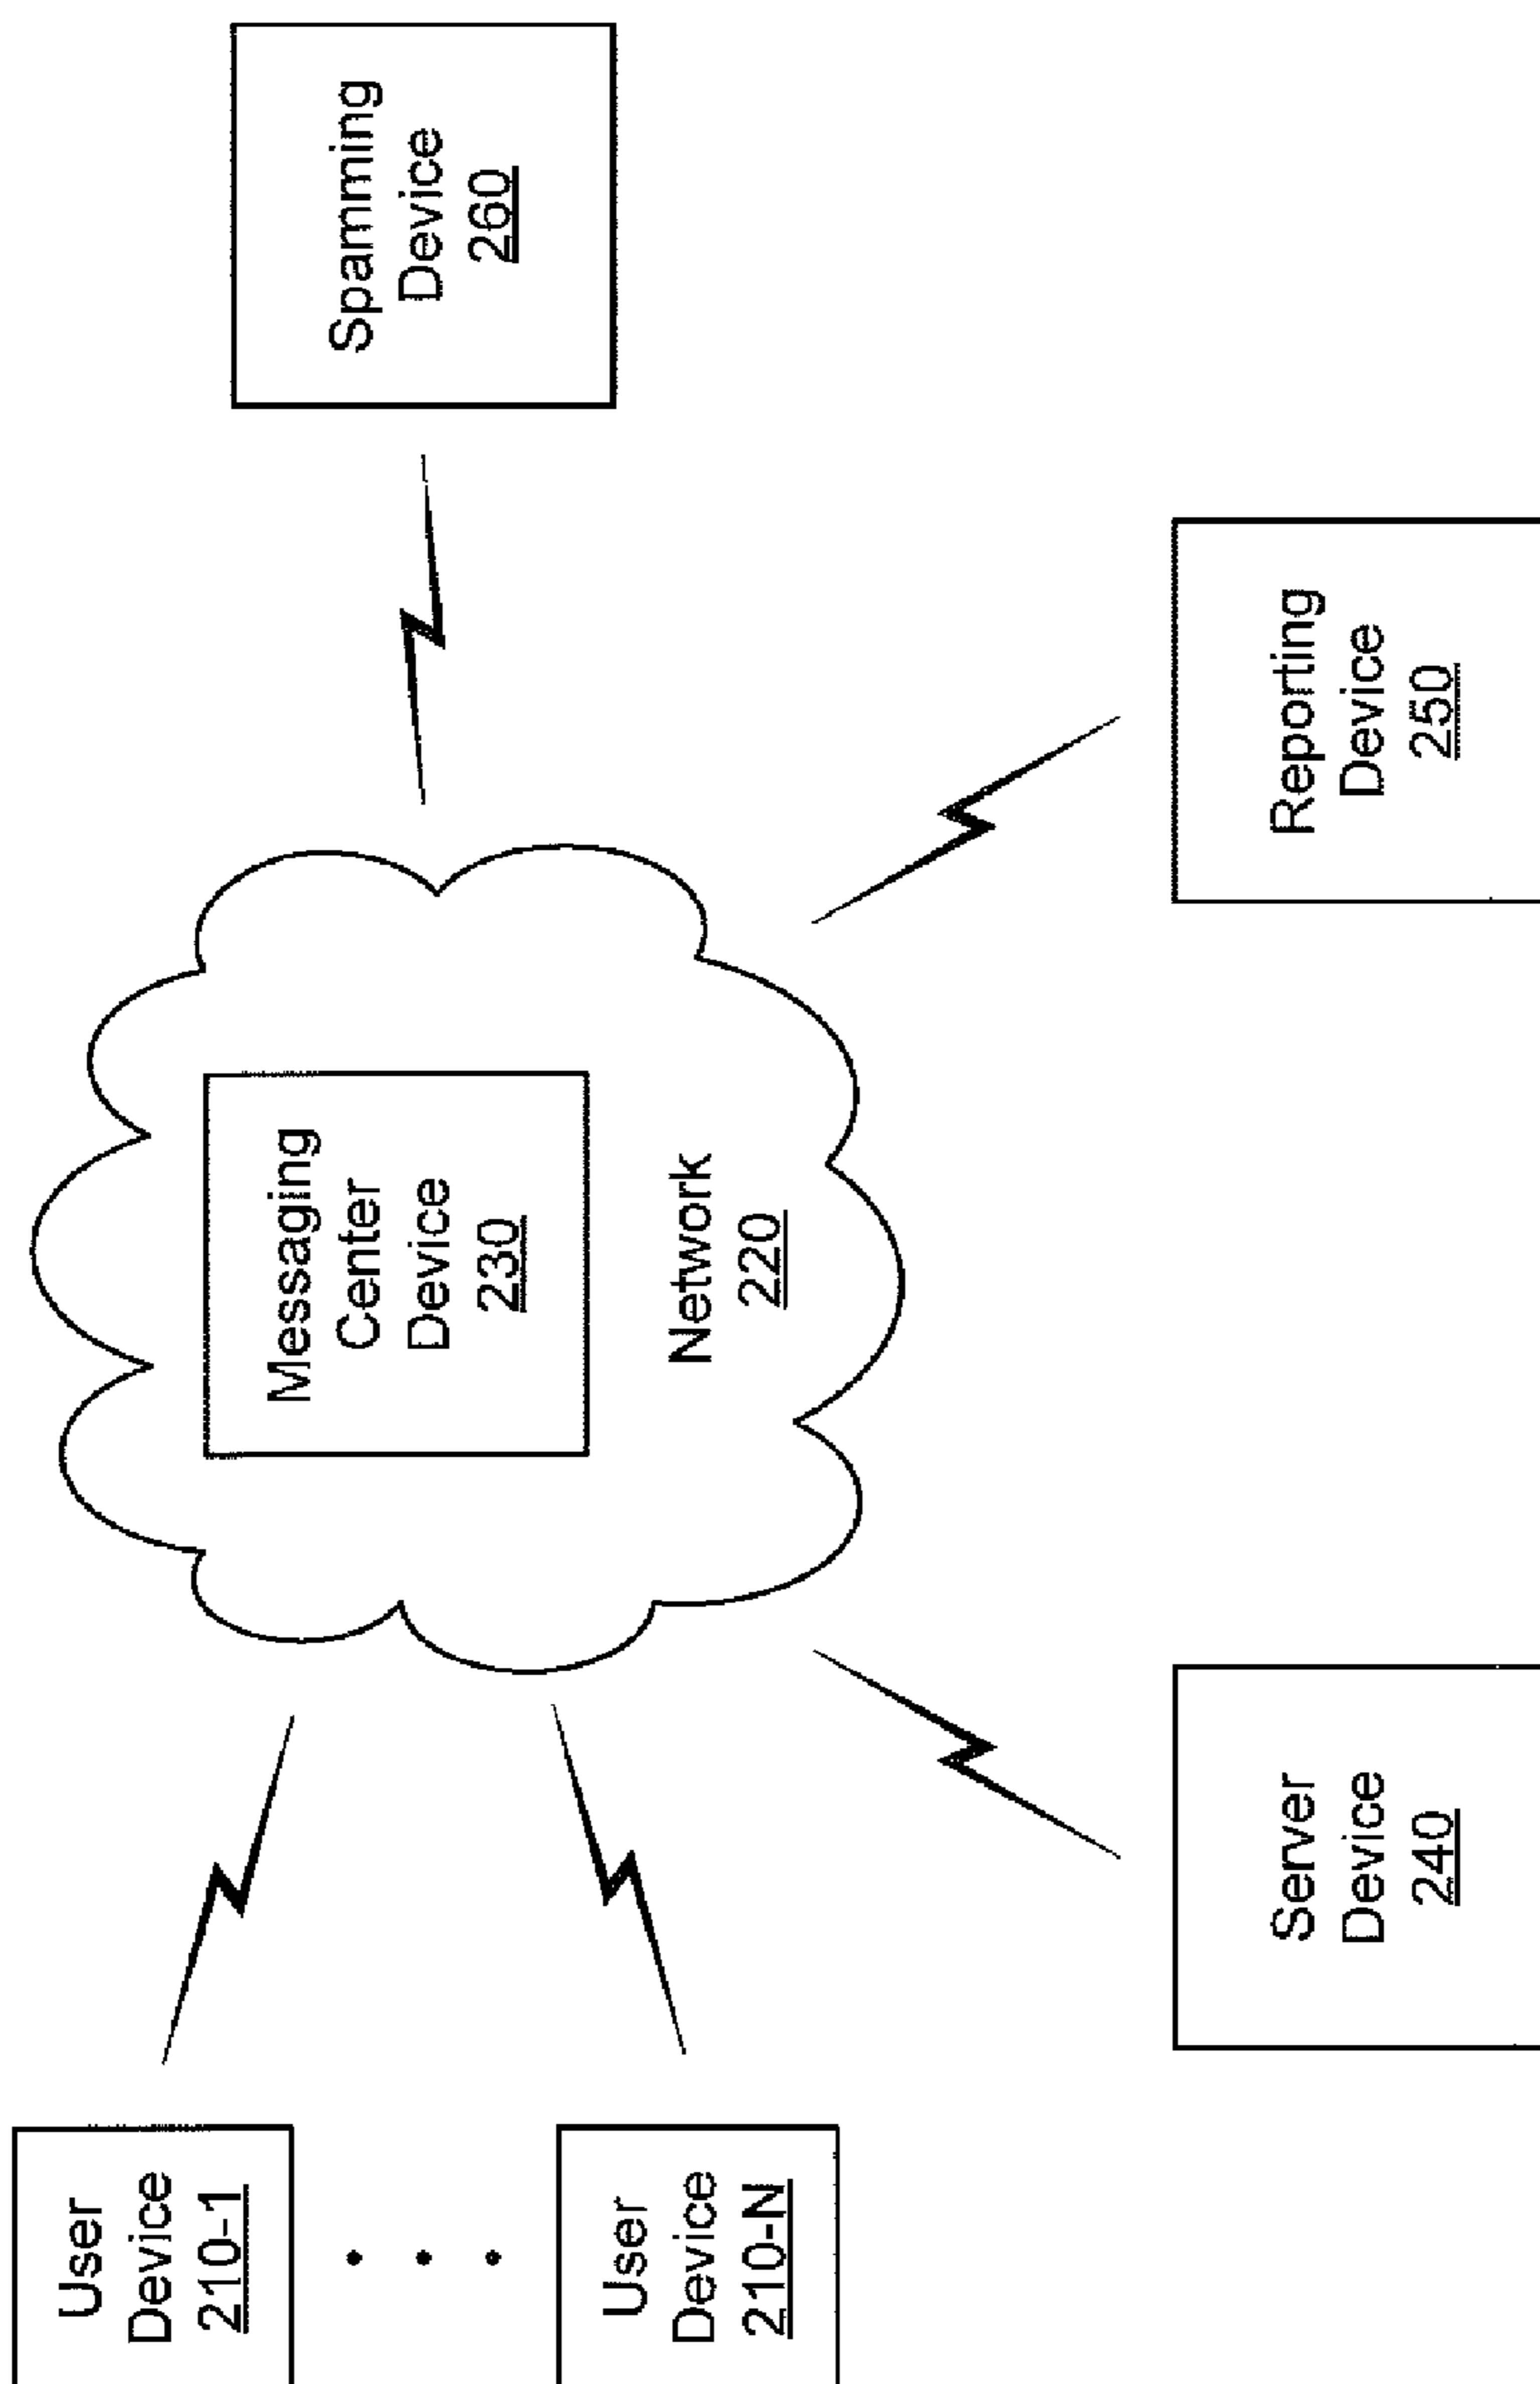 User
Device
210-1
User
Device
210-N
Messaging
Center
Device
230
Network
220
Spamming
Device
260
Server
Device
240
Reporting
Device
250